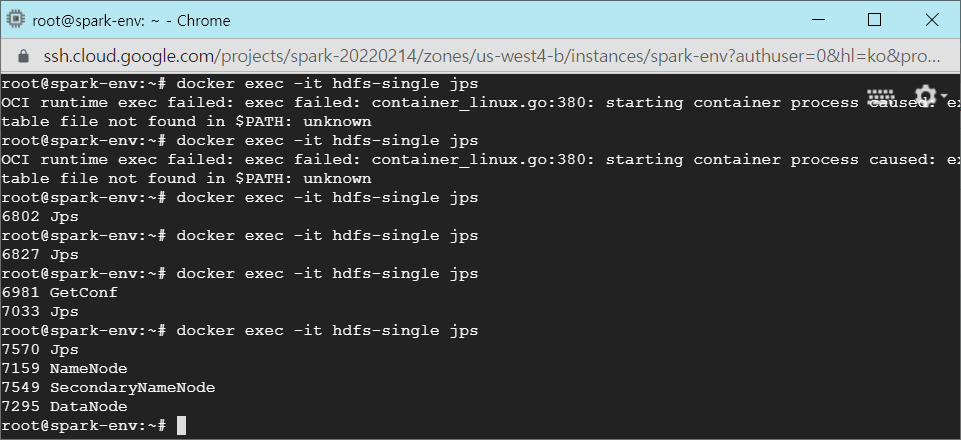 root@spark-env: ~ - Chrome
ssh.cloud.google.com/projects/spark-20220214/zones/us-west4-b/instances/spark-env?authuser=0&hl=ko&pro...
root@spark-env:~# docker exec -it hdfs-single jps
OCI runtime exec failed: exec failed: container_linux.go:380: starting container process caused: ex
table file not found in $PATH: unknown
root@spark-env:~# docker exec -it hdfs-single jps
OCI runtime exec failed: exec failed: container_linux.go:380: starting container process caused: ex
table file not found in $PATH: unknown
root@spark-env:~# docker exec -it hdfs-single jps
6802 Jps
root@spark-env:~# docker exec -it hdfs-single jps
6827 Jps
root@spark-env:~# docker exec -it hdfs-single jps
6981 GetConf
7033 Jps
root@spark-env:~# docker exec -it hdfs-single jps
7570 Jps
7159 NameNode
7549 SecondaryNameNode
7295 DataNode
root@spark-env:~#